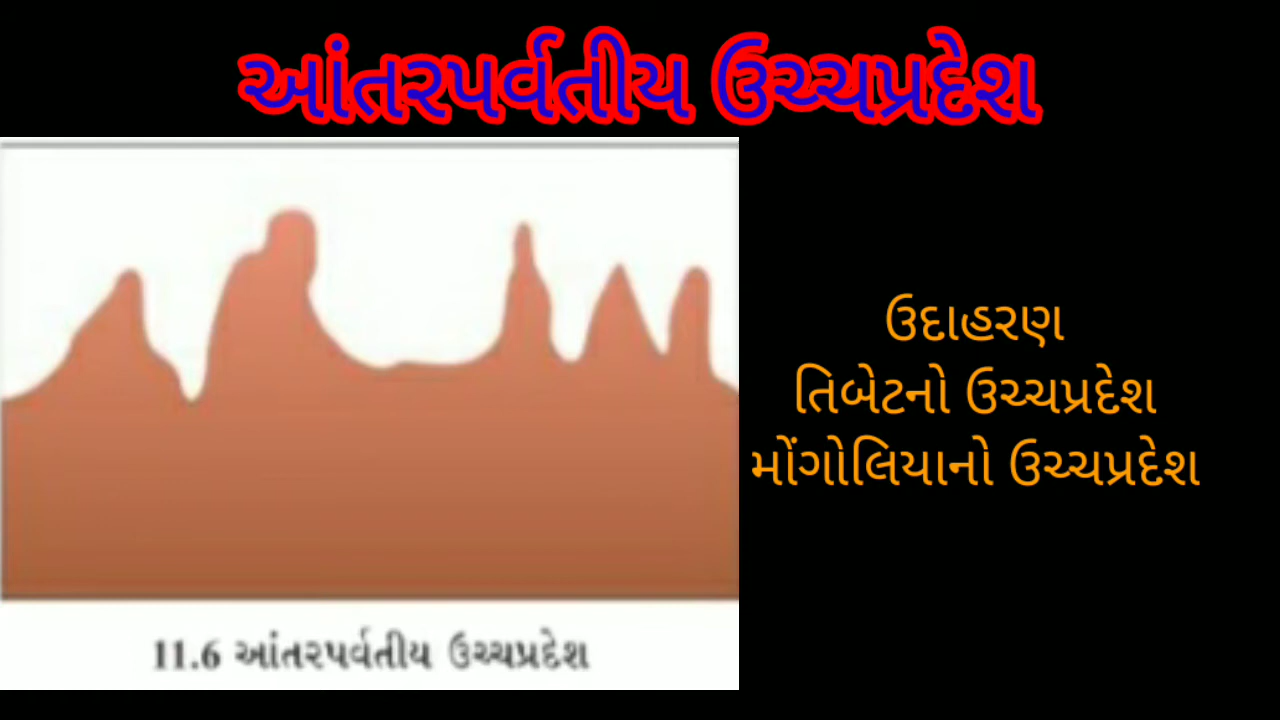 આંતરપર્વતીય ઉચ્ચપ્રદેશ
ઉદાહરણ
તિબેટનો ઉચ્ચપ્રદેશ
મોંગોલિયાનો ઉચ્ચપ્રદેશ
11.6 આંતરપર્વતીય ઉચ્ચપ્રદેશ